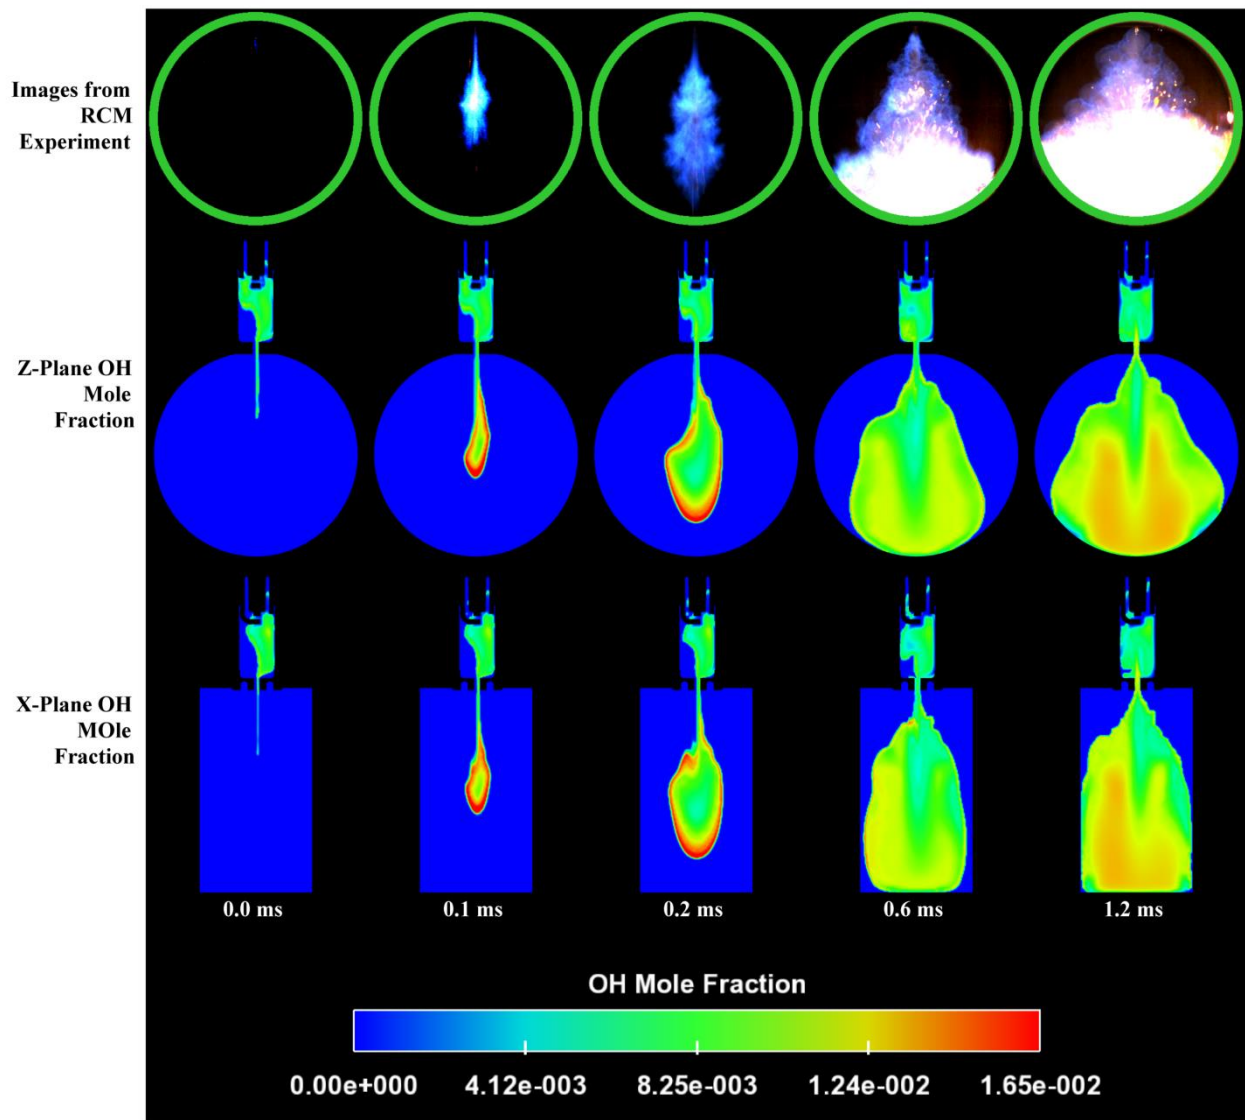 Images from
RCM
Experiment
Z-Plane OH
Mole
Fraction
X-Plane OH
MOle
Fraction
0.0 ms
0.1 ms
0.2 ms
0.6 ms
1.2 ms
OH Mole Fraction
0.00e+000
4.12e-003
8.25e-003
1.24e-002
1.65e-002